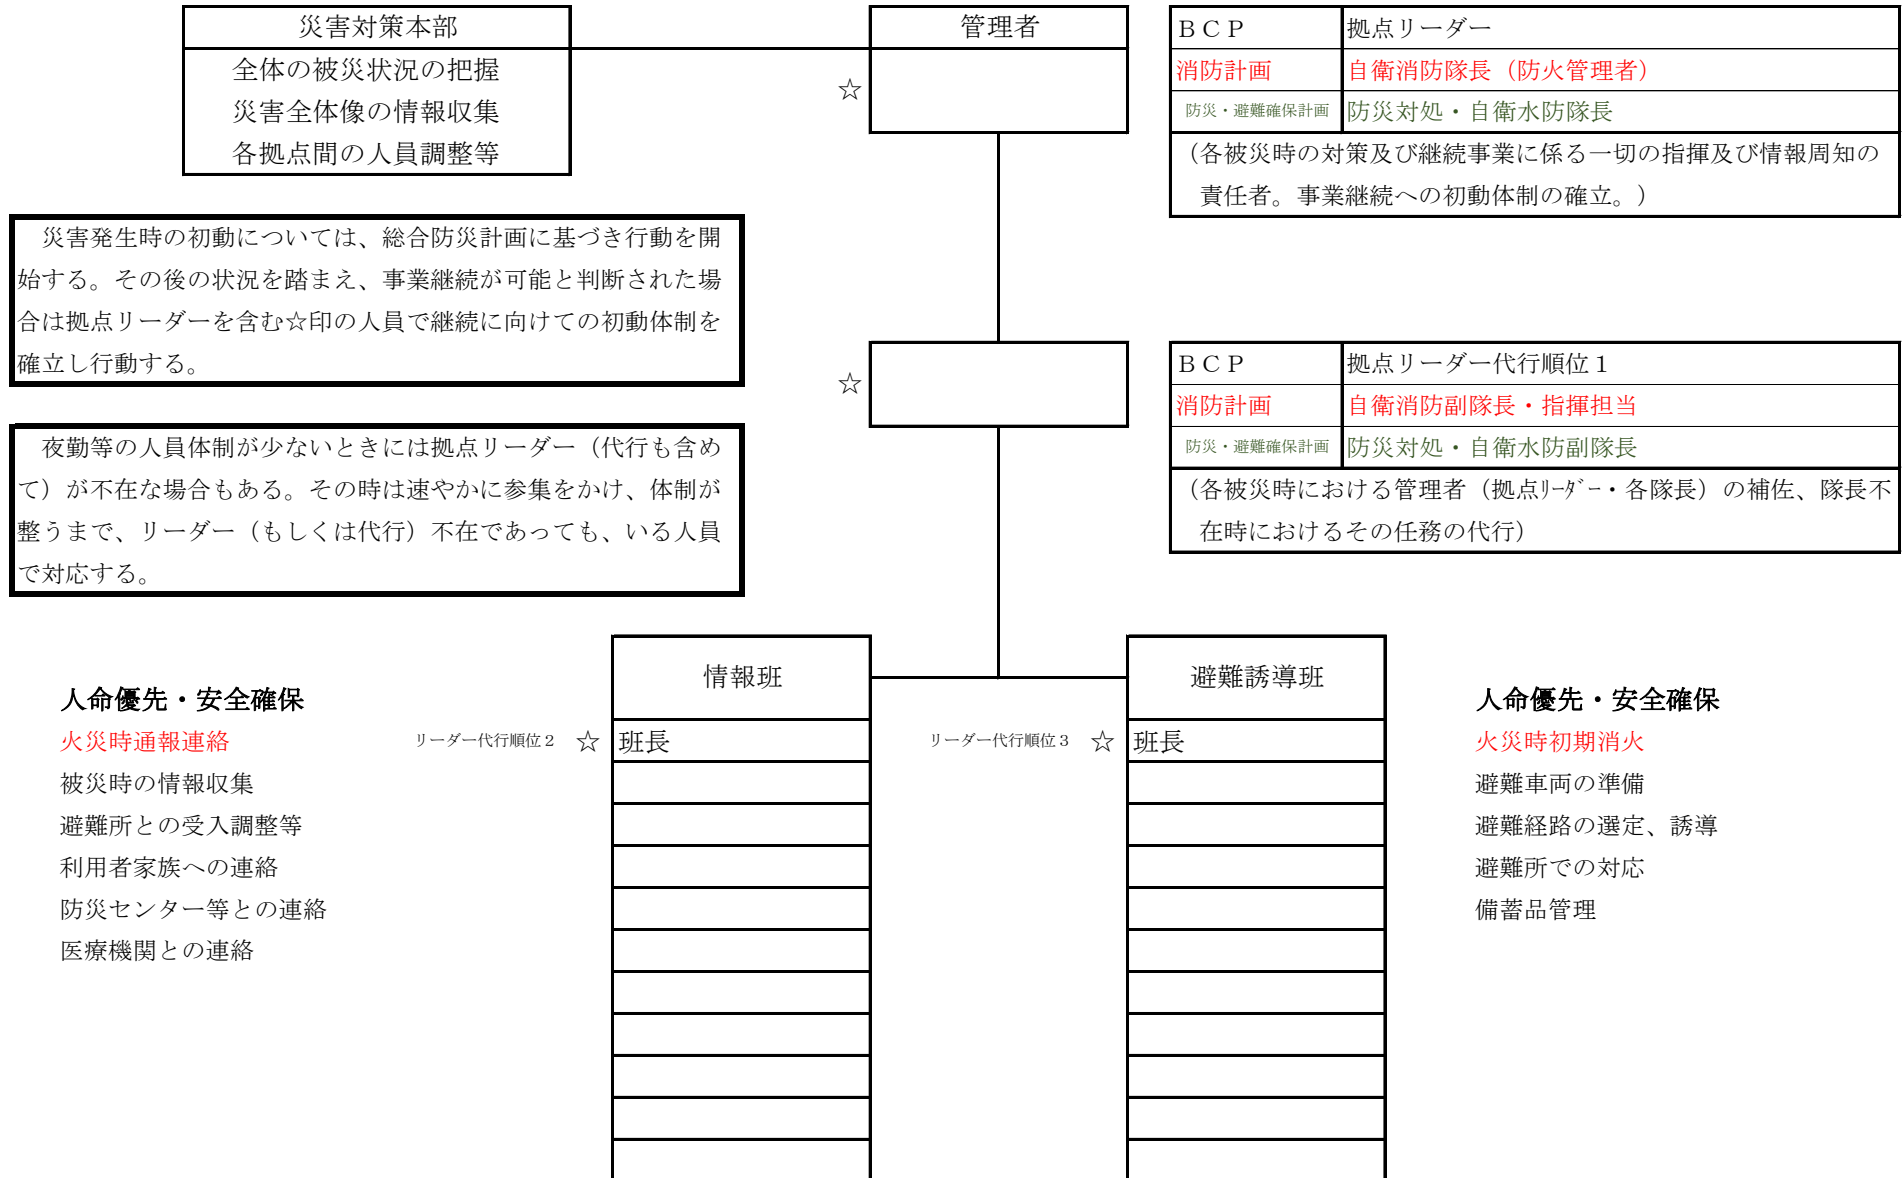 災害対策本部
全体の被災状況の把握
災害全体像の情報収集
各拠点間の人員調整等
管理者
☆
ＢＣＰ 拠点リーダー
消防計画 自衛消防隊長（防火管理者）
防災・避難確保計画 防災対処・自衛水防隊長
（各被災時の対策及び継続事業に係る一切の指揮及び情報周知の
責任者。事業継続への初動体制の確立。）
災害発生時の初動については、総合防災計画に基づき行動を開
始する。その後の状況を踏まえ、事業継続が可能と判断された場
合は拠点リーダーを含む☆印の人員で継続に向けての初動体制を
確立し行動する。
☆
ＢＣＰ 拠点リーダー代行順位１
消防計画 自衛消防副隊長・指揮担当
防災・避難確保計画 防災対処・自衛水防副隊長
（各被災時における管理者（拠点ﾘｰﾀﾞｰ・各隊長）の補佐、隊長不
在時におけるその任務の代行）
夜勤等の人員体制が少ないときには拠点リーダー（代行も含め
て）が不在な場合もある。その時は速やかに参集をかけ、体制が
整うまで、リーダー（もしくは代行）不在であっても、いる人員
で対応する。
人命優先・安全確保
火災時通報連絡
被災時の情報収集
避難所との受入調整等
利用者家族への連絡
防災センター等との連絡
医療機関との連絡
情報班
リーダー代行順位２ ☆ 班長
避難誘導班
リーダー代行順位３ ☆ 班長
人命優先・安全確保
火災時初期消火
避難車両の準備
避難経路の選定、誘導
避難所での対応
備蓄品管理